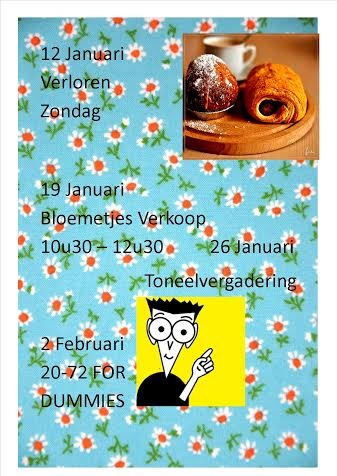 12 Januari
Verloren
Zondag
19 Januari
Bloemetjes Verkoop
10u30 – 12u30
26 Januari
Toneelvergadering
2 Februari
20-72 FOR
DUMMIES